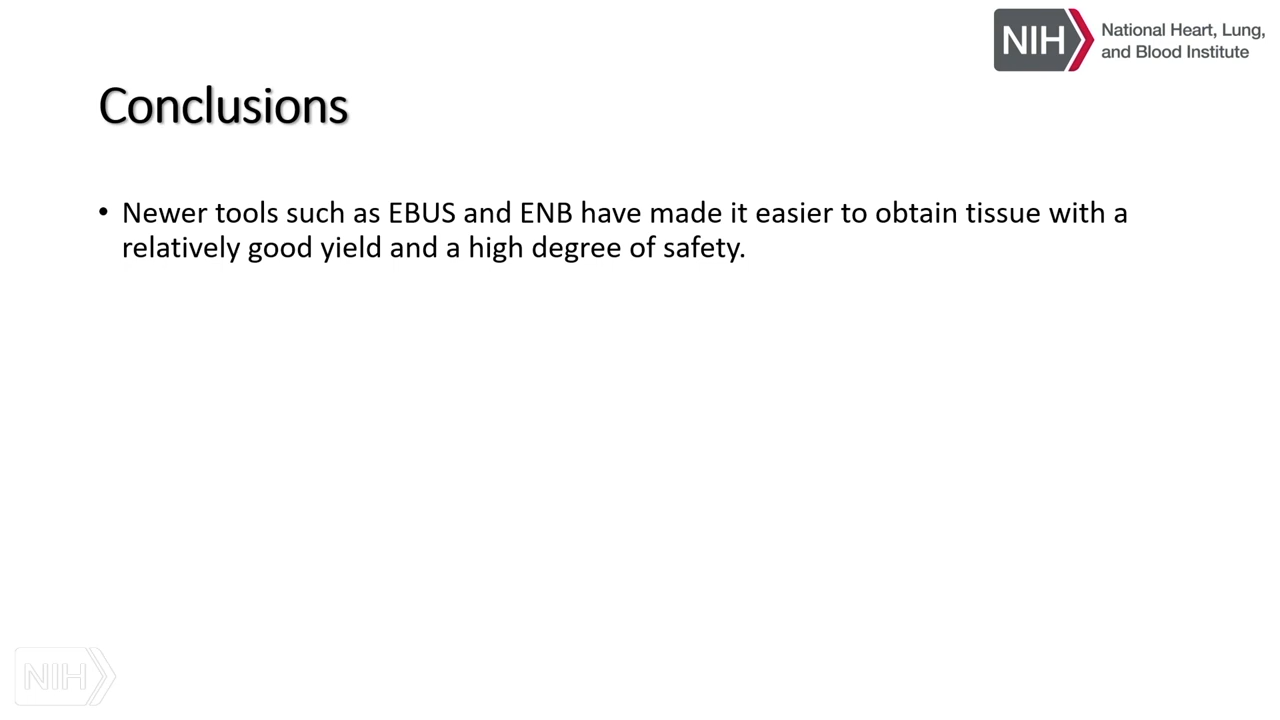 NIH National Heart, Lung,
and Blood Institute
Conclusions
• Newer tools such as EBUS and ENB have made it easier to obtain tissue with a
relatively good yield and a high degree of safety.
NIH